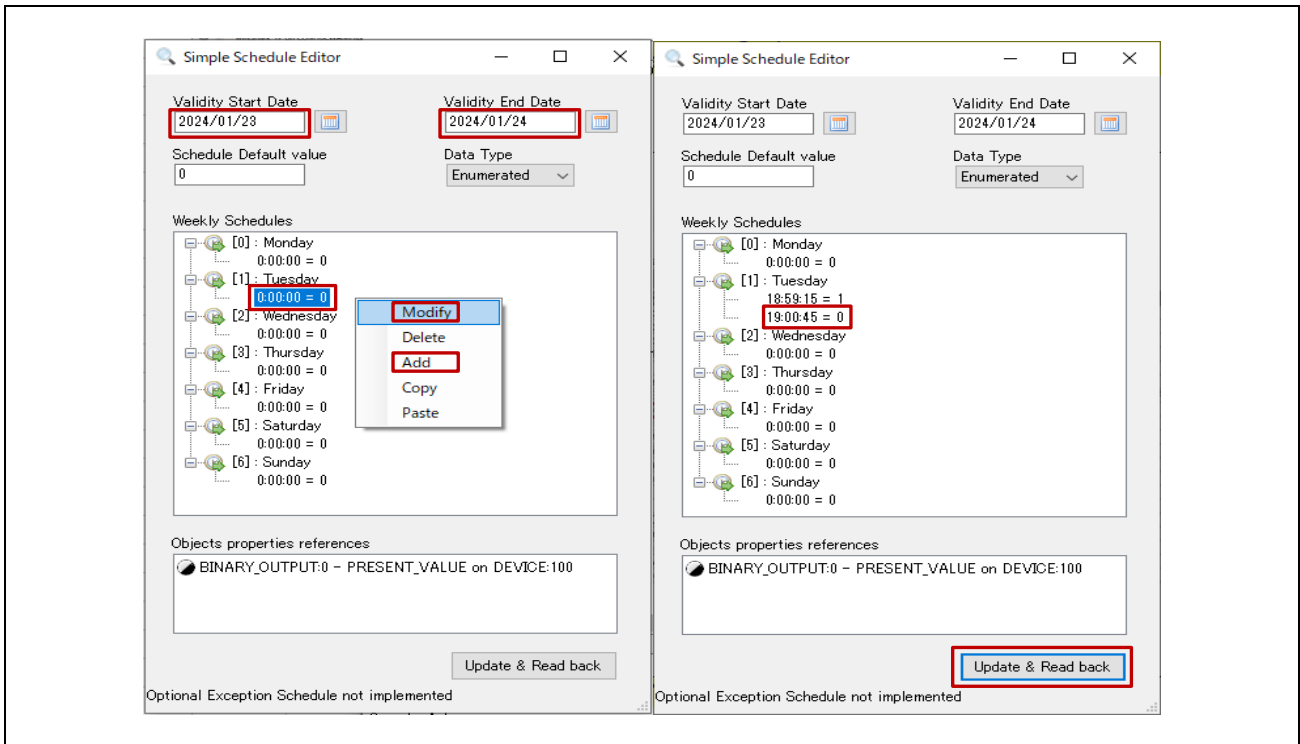 Simple Schedule Editor
Validity Start Date
Validity End Date
2024/01/23
2024/01/24
Schedule Default value
Data Type
0
Enumerated
Weekly Schedules
[0] : Monday
0:00:00 = 0
[1] : Tuesday
0:00:00 = 0
[2] : Wednesday
0:00:00 = 0
[3] : Thursday
0:00:00 = 0
[4] : Friday
0:00:00 = 0
[5] : Saturday
0:00:00 = 0
[6] : Sunday
0:00:00 = 0
Modify
Delete
Add
Copy
Paste
Objects properties references
BINARY_OUTPUT:0 - PRESENT_VALUE on DEVICE:100
Update & Read back
Optional Exception Schedule not implemented
Simple Schedule Editor
Validity Start Date
Validity End Date
2024/01/23
2024/01/24
Schedule Default value
Data Type
0
Enumerated
Weekly Schedules
[0] : Monday
0:00:00 = 0
[1] : Tuesday
18:59:15 = 1
19:00:45 = 0
[2] : Wednesday
0:00:00 = 0
[3] : Thursday
0:00:00 = 0
[4] : Friday
0:00:00 = 0
[5] : Saturday
0:00:00 = 0
[6] : Sunday
0:00:00 = 0
Objects properties references
BINARY_OUTPUT:0 - PRESENT_VALUE on DEVICE:100
Update & Read back
Optional Exception Schedule not implemented